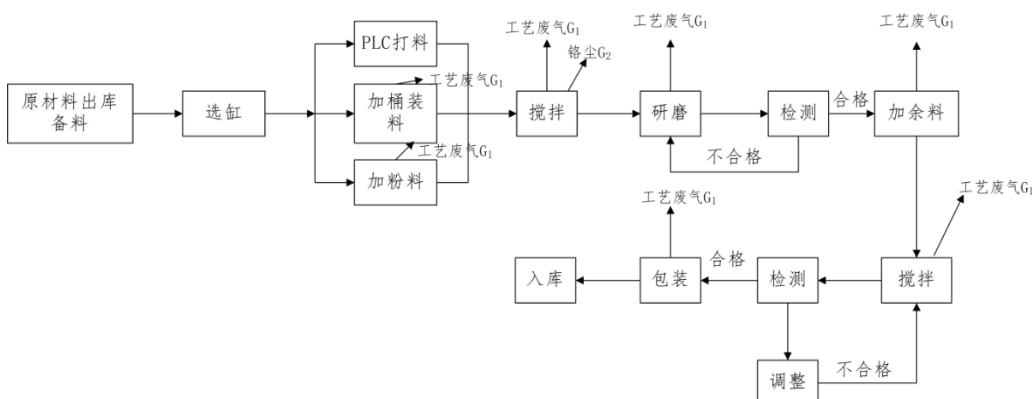 工艺废气G₁
工艺废气G₁
工艺废气G₁
PLC打料
铬尘G₂
工艺废气G₁
原材料出库
备料
选缸
加桶装
料
搅拌
研磨
检测
合格
加余料
工艺废气G₁
不合格
加粉料
工艺废气G₁
工艺废气G₁
合格
入库
包装
检测
搅拌
调整
不合格